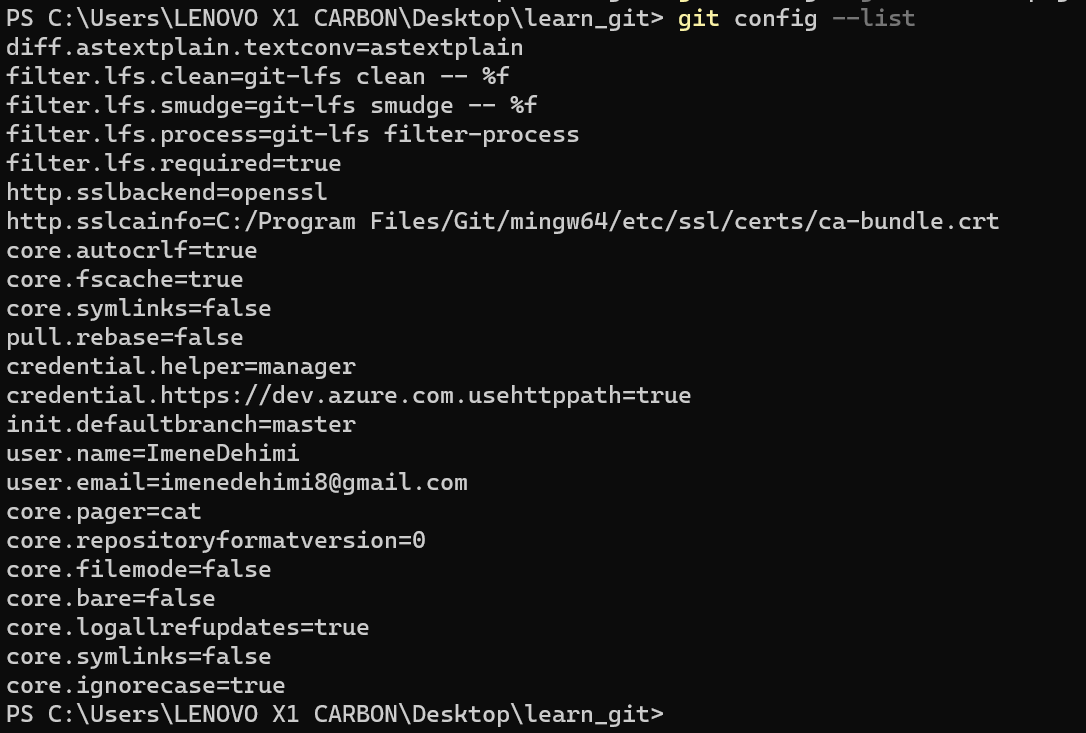 PS C:\Users\LENOVO X1 CARBON\Desktop\learn_git> git config --list
diff.astextplain.textconv=astextplain
filter.lfs.clean=git-lfs clean -- %f
filter.lfs.smudge=git-lfs smudge -- %f
filter.lfs.process=git-lfs filter-process
filter.lfs.required=true
http.sslbackend=openssl
http.sslcainfo=C:/Program Files/Git/mingw64/etc/ssl/certs/ca-bundle.crt
core.autocrlf=true
core.fscache=true
core.symlinks=false
pull.rebase=false
credential.helper=manager
credential.https://dev.azure.com.usehttppath=true
init.defaultbranch=master
user.name=ImeneDehimi
user.email=imenedehimi8@gmail.com
core.pager=cat
core.repositoryformatversion=0
core.filemode=false
core.bare=false
core.logallrefupdates=true
core.symlinks=false
core.ignorecase=true
PS C:\Users\LENOVO X1 CARBON\Desktop\learn_git>